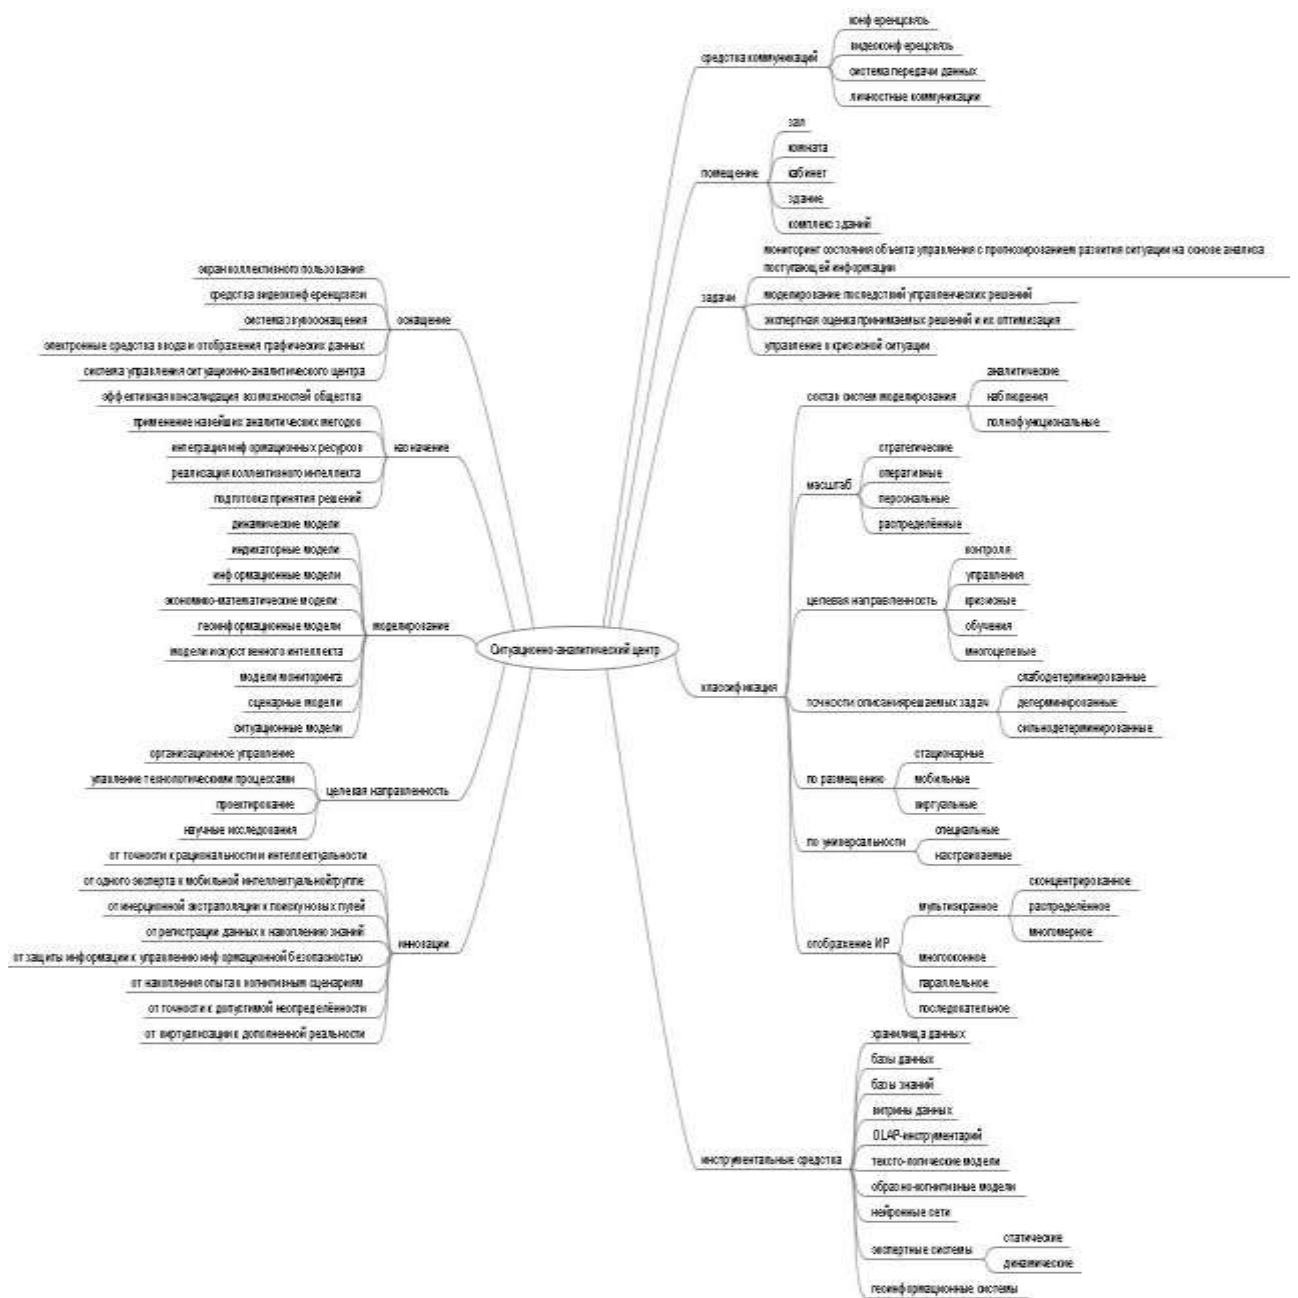 Ситуационно-аналитический центр
средства коммуникаций
конференцсвязь
видеоконферецсвязь
система передачи данных
личностные коммуникации
помещение
зал
комната
кабинет
здание
комплекс зданий
задачи
мониторинг состояния объекта управления с прогнозированием развития ситуации на основе анализа
поступающей информации
моделирование последствий управленческих решений
экспертная оценка принимаемых решений и их оптимизация
управление в кризисной ситуации
классификация
состав систем моделирования
аналитические
наблюдения
полнофункциональные
масштаб
стратегические
оперативные
персональные
распределённые
целевая направленность
контроля
управления
кризисные
обучения
многоцелевые
точности описаниярешаемых задач
слабодетерминированные
детерминированные
сильнодетерминированные
по размещению
стационарные
мобильные
виртуальные
по универсальности
специальные
настраиваемые
отображение ИР
мультиэкранное
сконцентрированное
распределённое
многомерное
многооконное
параллельное
последовательное
инструментальные средства
хранилища данных
базы данных
базы знаний
витрины данных
OLAP-инструментарий
тексто-логические модели
образно-когнитивные модели
нейронные сети
экспертные системы
статические
динамические
геоинформационные системы
оснащение
экран коллективного пользования
средства видеоконференцсвязи
система звукооснащения
электронные средства ввода и отображения графических данных
система управления ситуационно-аналитического центра
назначение
эффективная консалидация возможностей общества
применение навейших аналитических методов
интеграция информационных ресурсов
реализация коллективного интеллекта
подготовка принятия решений
моделирование
динамические модели
индикаторные модели
информационные модели
экономико-математические модели
геоинформационные модели
модели искусственного интеллекта
модели мониторинга
сценарные модели
ситуационные модели
целевая направленность
организационное управление
упавление технологическими процессами
проектирование
научные исследования
инновации
от точности к рациональности и интеллектуальности
от одного эксперта к мобильной интеллектуальнойгруппе
от инерционной экстраполяции к поиску новых путей
от регистрации данных к накоплению знаний
от защиты информации к управлению информационной безопасностью
от накопления опыта к когнитивным сценариям
от точности к допустимой неопределённости
от виртуализации к дополненной реальности